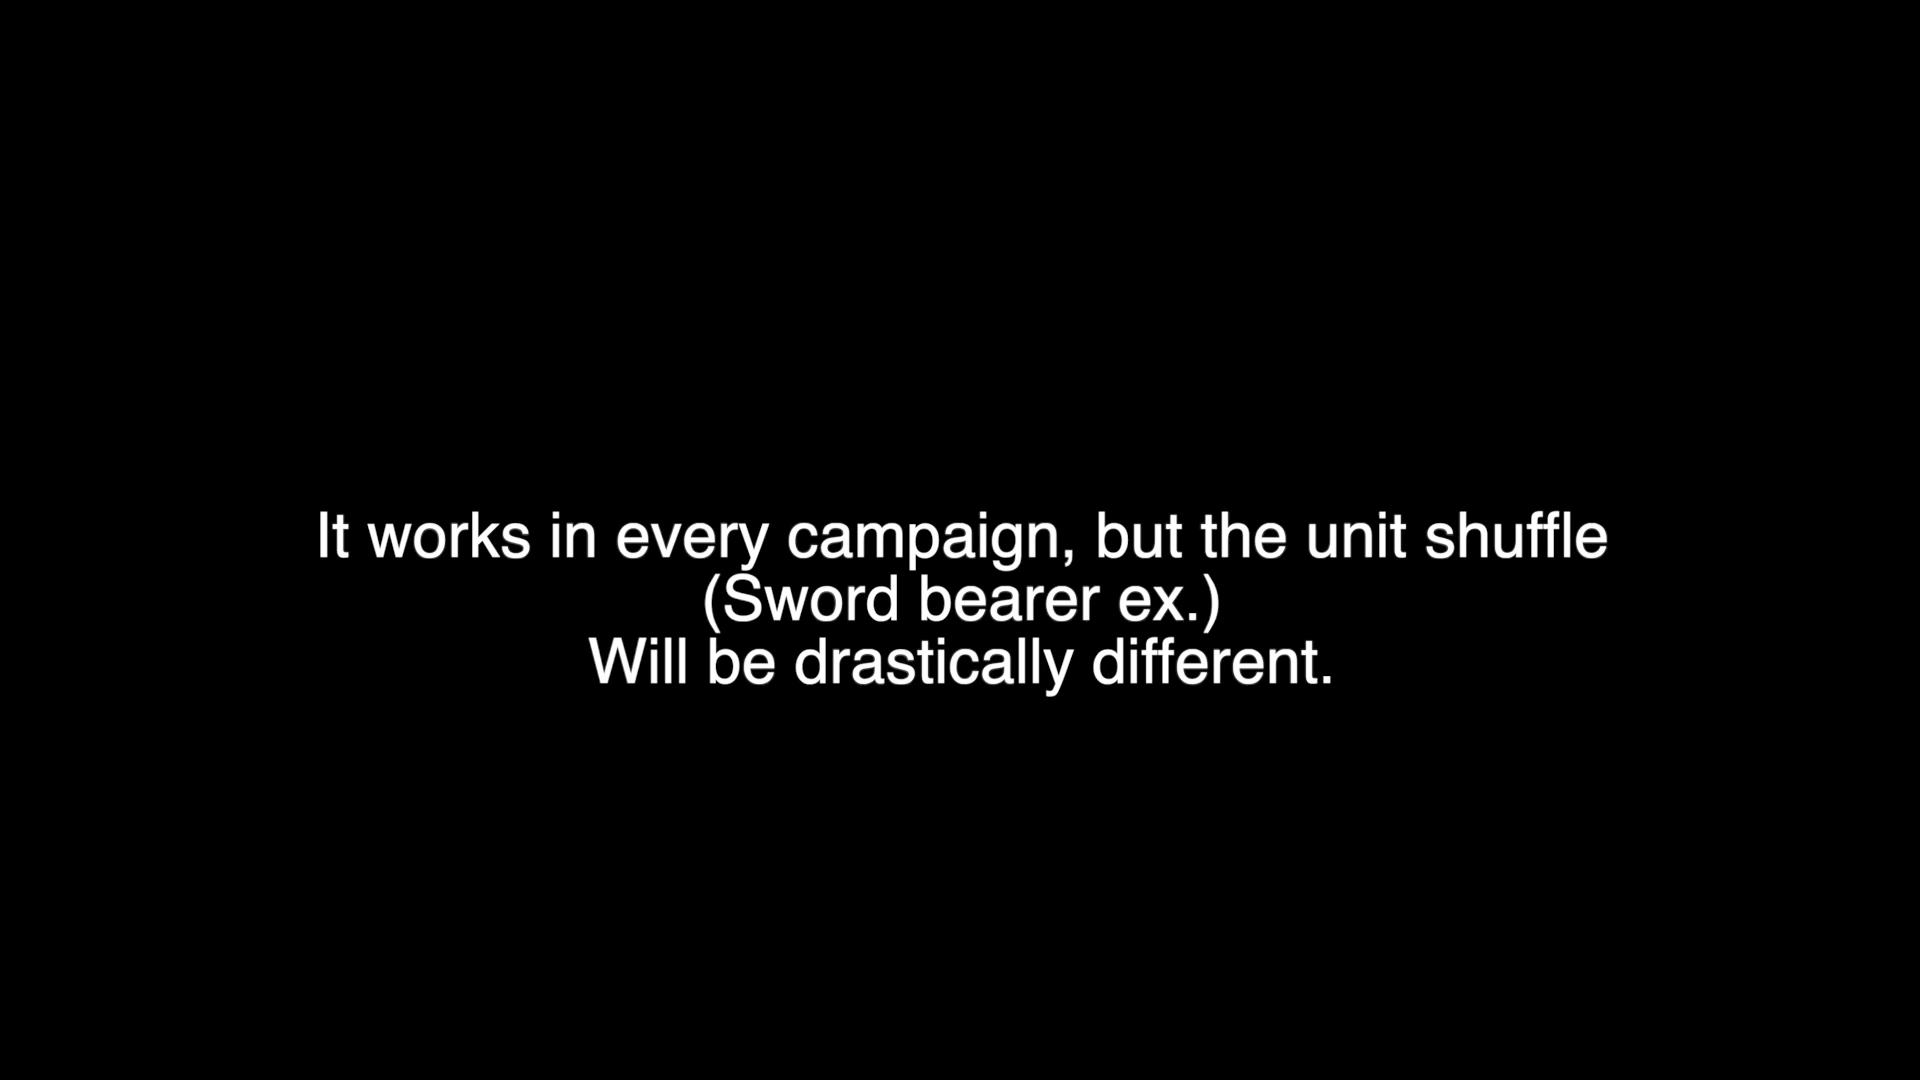 It works in every campaign, but the unit shuffle
(Sword bearer ex.)
Will be drastically different.